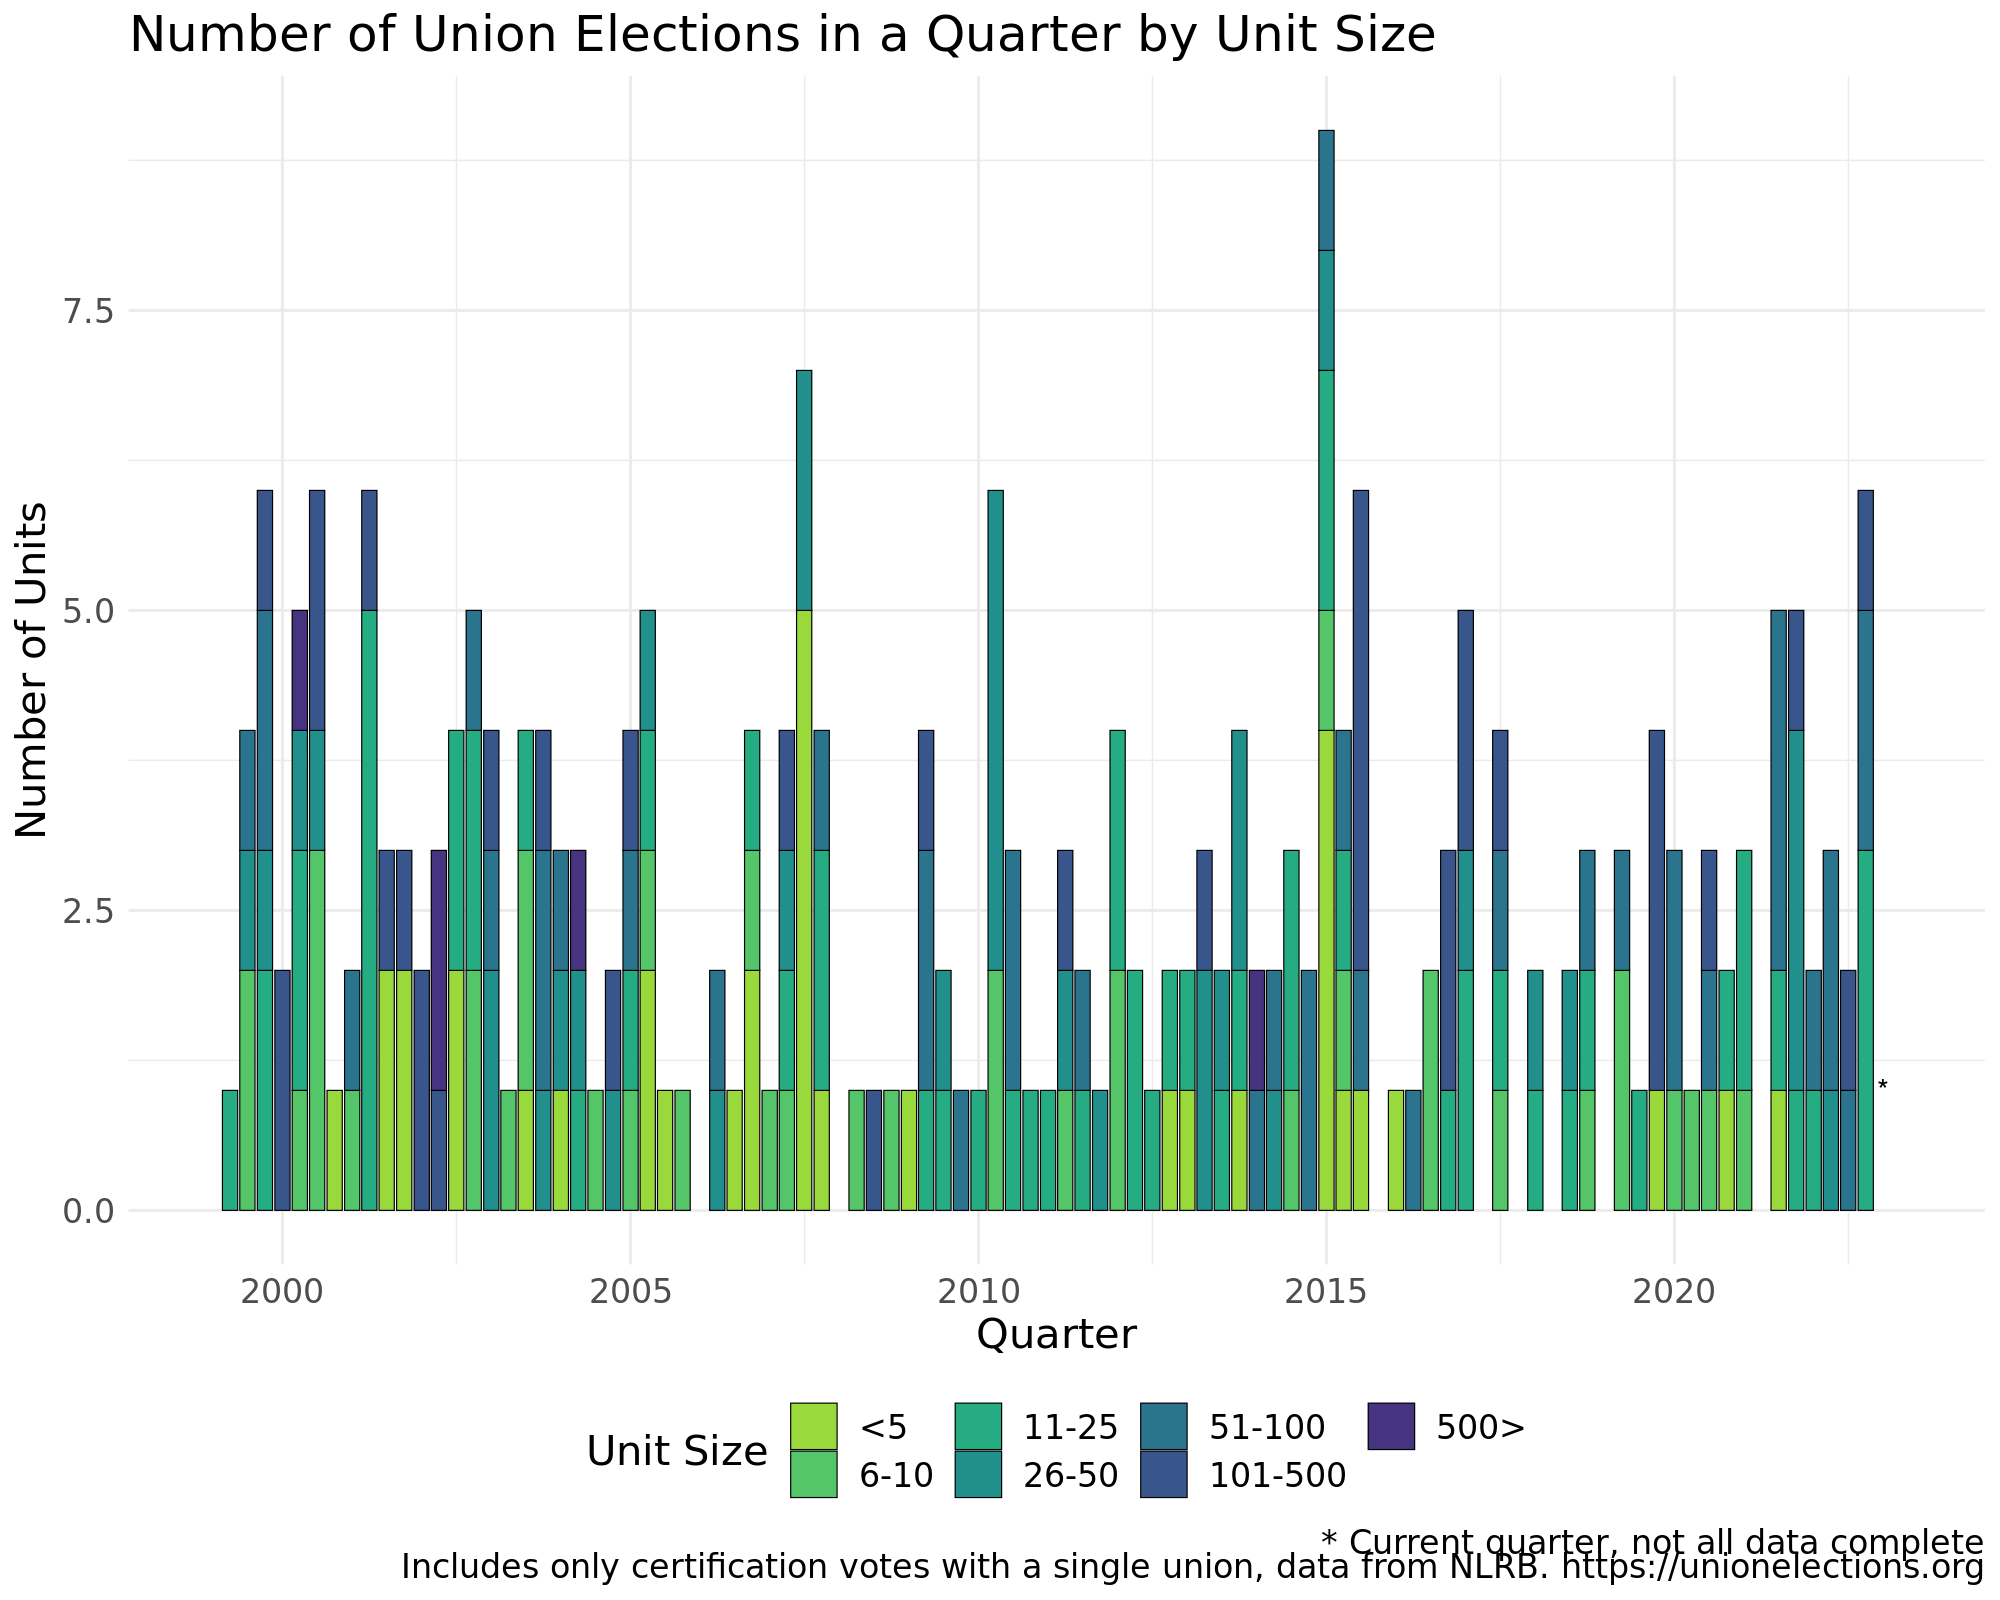 Number of Union Elections in a Quarter by Unit Size
Number of Units
7.5
5.0
2.5
0.0
*
2000 2005 2010 2015 2020
Quarter
Unit Size
<5 11-25 51-100 500>
6-10 26-50 101-500
* Current quarter, not all data complete
Includes only certification votes with a single union, data from NLRB. https://unionelections.org